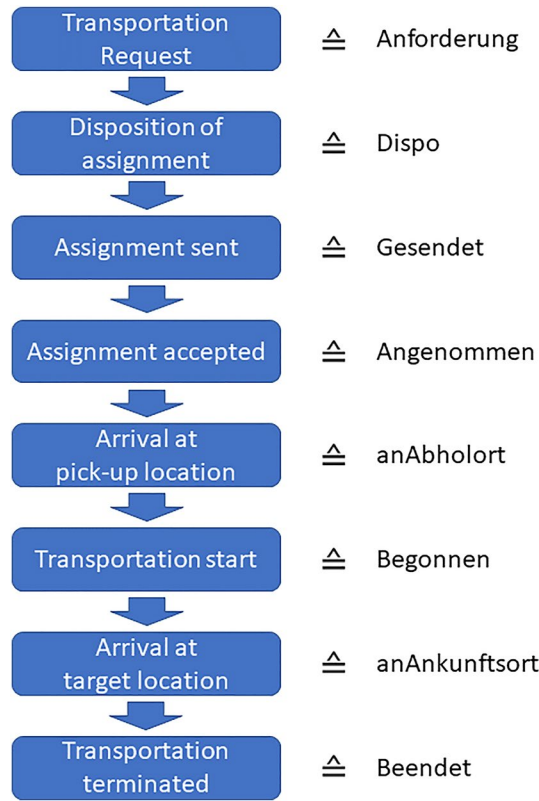 Transportation
Request
≙ Anforderung
Disposition of
assignment
≙ Dispo
Assignment sent
≙ Gesendet
Assignment accepted
≙ Angenommen
Arrival at
pick-up location
≙ anAbholort
Transportation start
≙ Begonnen
Arrival at
target location
≙ anAnkunftsort
Transportation
terminated
≙ Beendet